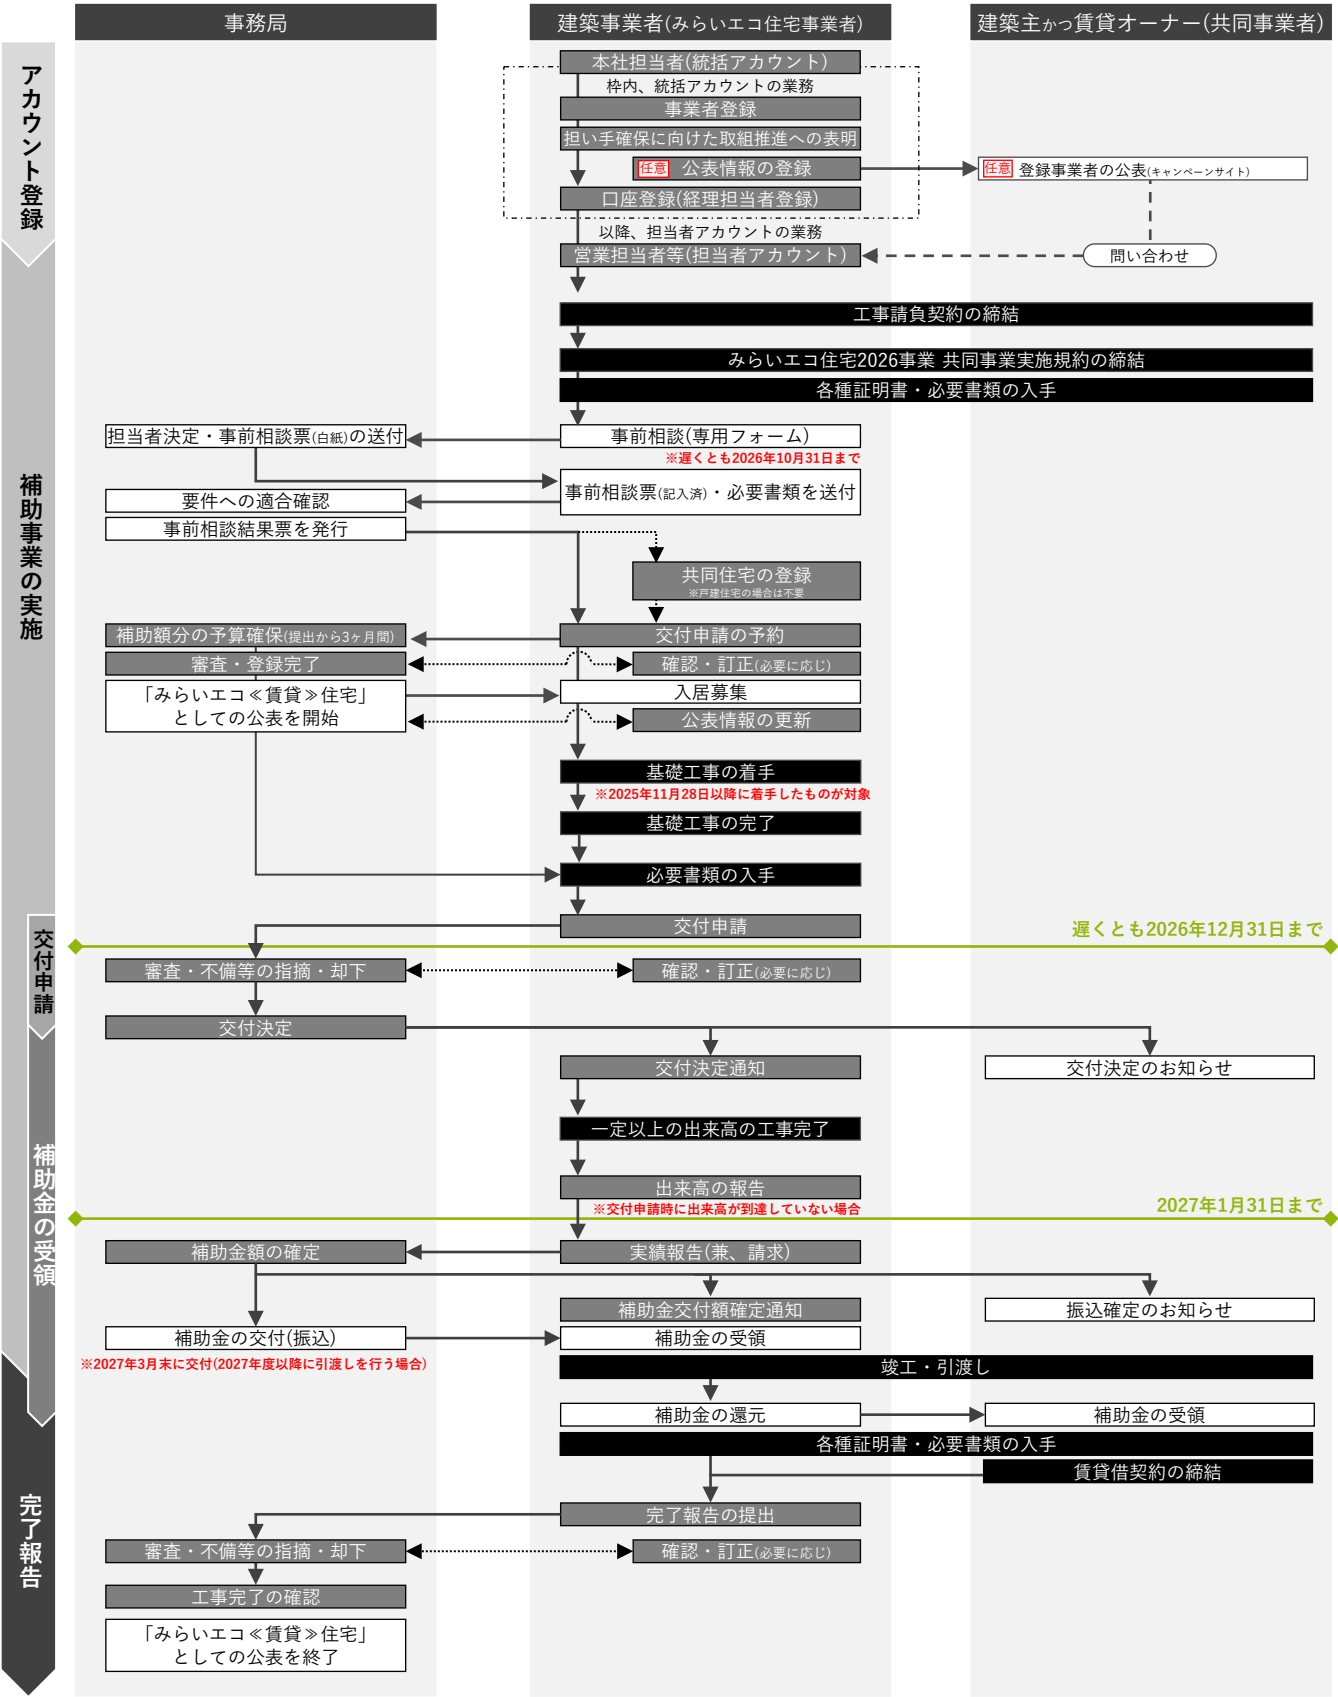 事務局
建築事業者(みらいエコ住宅事業者)
建築主かつ賃貸オーナー(共同事業者)
アカウント登録
本社担当者(統括アカウント)
枠内、統括アカウントの業務
事業者登録
担い手確保に向けた取組推進への表明
任意 公表情報の登録
任意 登録事業者の公表(キャンペーンサイト)
口座登録(経理担当者登録)
以降、担当者アカウントの業務
営業担当者等(担当者アカウント)
問い合わせ
補助事業の実施
工事請負契約の締結
みらいエコ住宅2026事業 共同事業実施規約の締結
各種証明書・必要書類の入手
担当者決定・事前相談票(白紙)の送付
事前相談(専用フォーム)
※遅くとも2026年10月31日まで
事前相談票(記入済)・必要書類を送付
要件への適合確認
事前相談結果票を発行
共同住宅の登録
※戸建住宅の場合は不要
補助額分の予算確保(提出から3ヶ月間)
交付申請の予約
審査・登録完了
確認・訂正(必要に応じ)
「みらいエコ≪賃貸≫住宅」
としての公表を開始
入居募集
公表情報の更新
基礎工事の着手
※2025年11月28日以降に着手したものが対象
基礎工事の完了
必要書類の入手
交付申請
交付申請
遅くとも2026年12月31日まで
審査・不備等の指摘・却下
確認・訂正(必要に応じ)
交付決定
交付決定通知
交付決定のお知らせ
補助金の受領
一定以上の出来高の工事完了
出来高の報告
※交付申請時に出来高が到達していない場合
2027年1月31日まで
補助金額の確定
実績報告(兼、請求)
補助金交付額確定通知
振込確定のお知らせ
補助金の交付(振込)
補助金の受領
※2027年3月末に交付(2027年度以降に引渡しを行う場合)
竣工・引渡し
補助金の還元
補助金の受領
各種証明書・必要書類の入手
賃貸借契約の締結
完了報告
完了報告の提出
審査・不備等の指摘・却下
確認・訂正(必要に応じ)
工事完了の確認
「みらいエコ≪賃貸≫住宅」
としての公表を終了